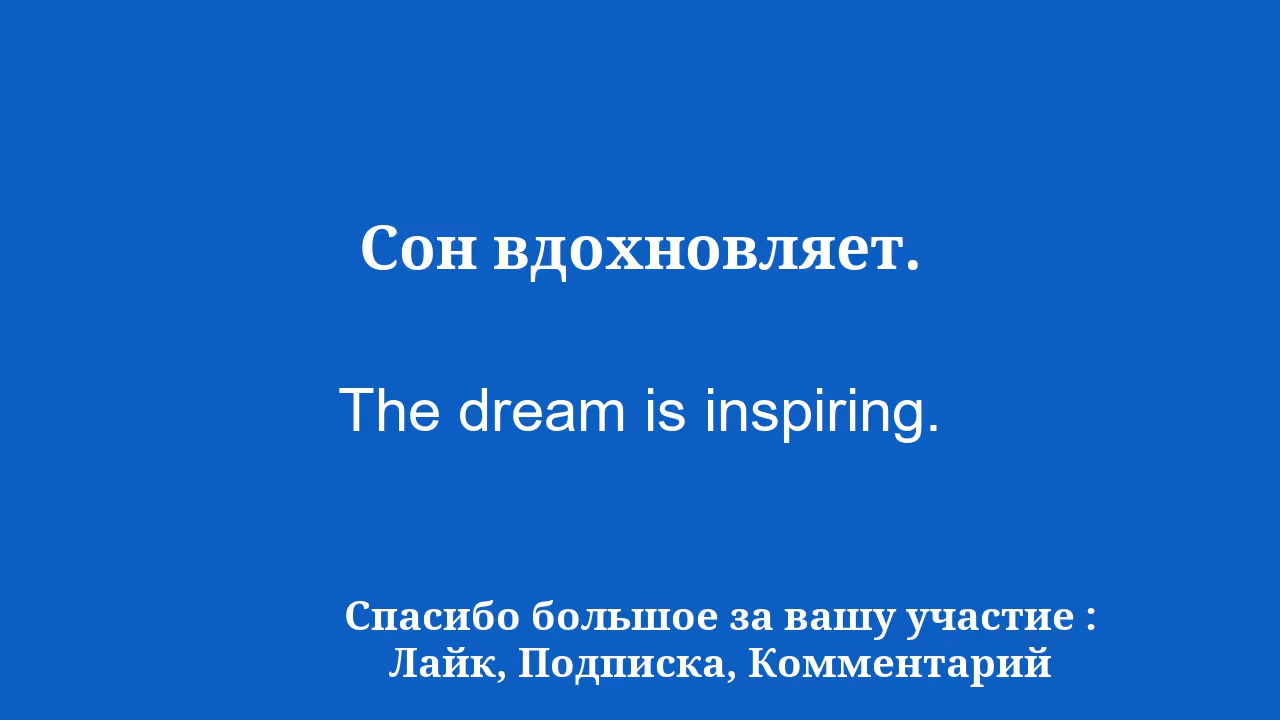 Сон вдохновляет.
The dream is inspiring.
Спасибо большое за вашу участие :
Лайк, Подписка, Комментарий